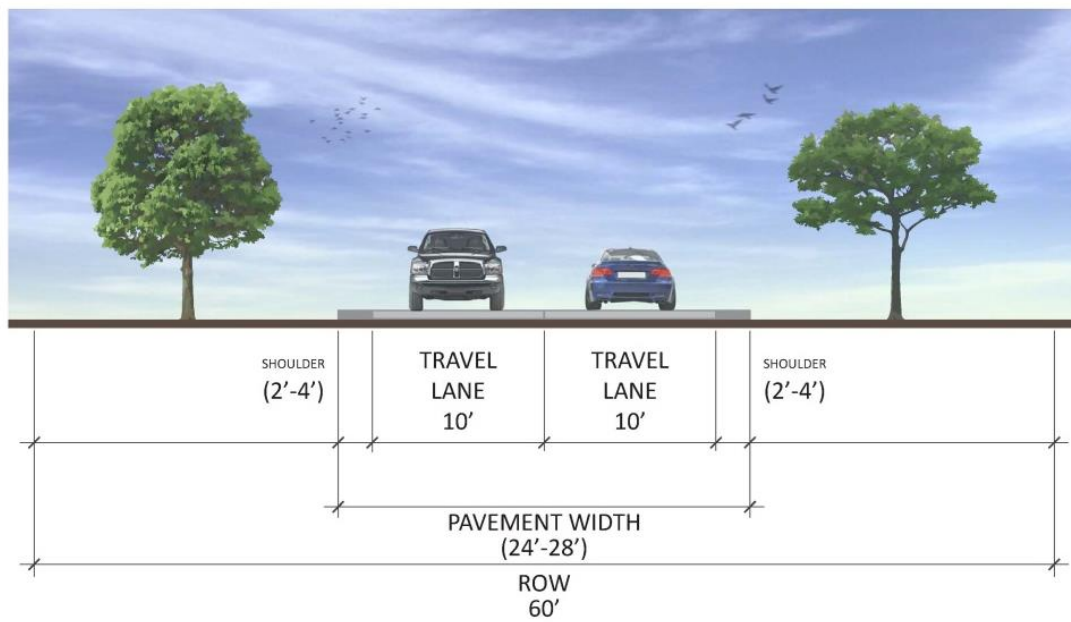 SHOULDER
(2’-4’)
TRAVEL
LANE
10’
TRAVEL
LANE
10’
SHOULDER
(2’-4’)
PAVEMENT WIDTH
(24’-28’)
ROW
60’